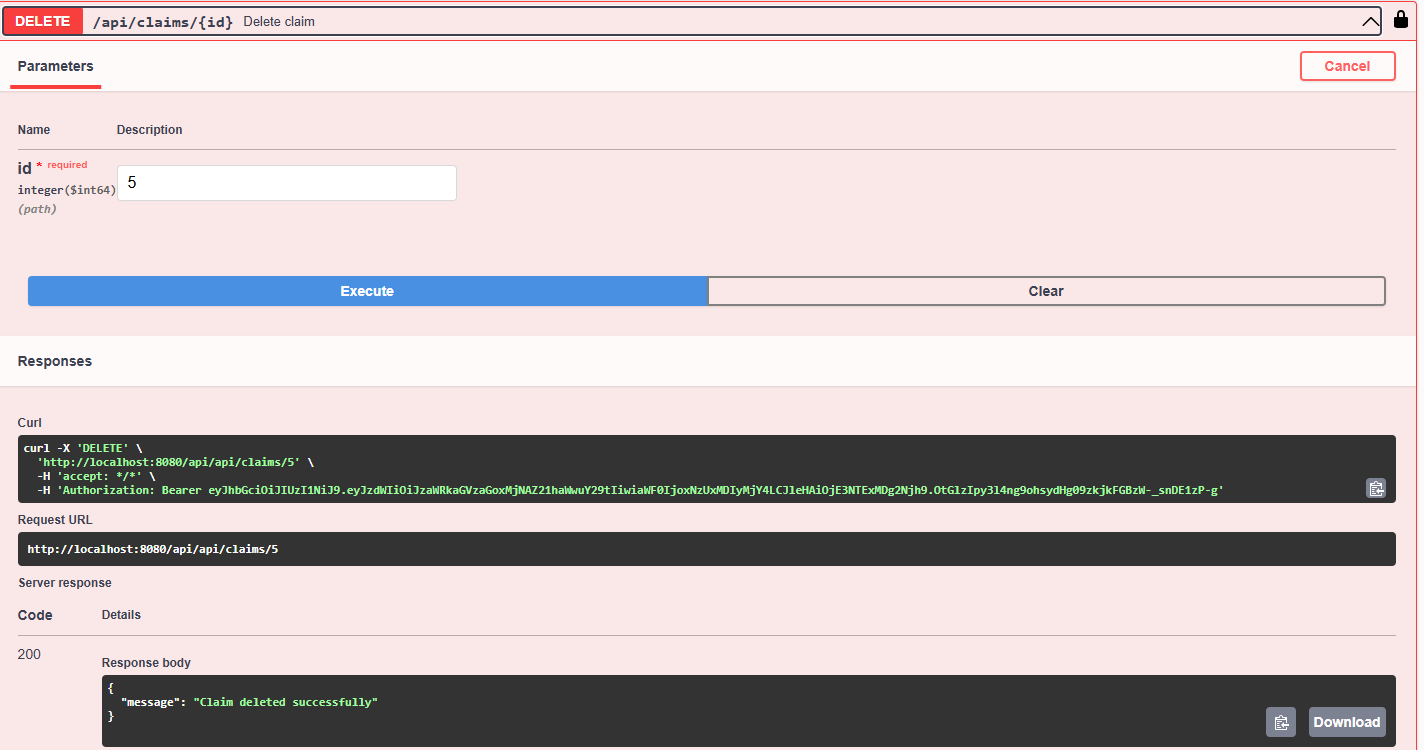 DELETE /api/claims/{id} Delete claim
Parameters
Cancel
Name Description
id * required
integer($int64)
(path)
5
Execute
Clear
Responses
Curl
curl -X 'DELETE' \
'http://localhost:8080/api/api/claims/5' \
-H 'accept: */*' \
-H 'Authorization: Bearer eyJhbGciOiJIUzI1NiJ9.eyJzdWIiOiJzaWRkaGVzaGoxMjNAZ21haWwuY29tIiwiaWF0IjoxNzUxMDIyMjY4LCJleHAiOjE3NTExMDg2Njh9.OtGlzIpy3l4ng9ohsydHg09zkjkFGBzW-_snDE1zP-g'
Request URL
http://localhost:8080/api/api/claims/5
Server response
Code Details
200
Response body
{
"message": "Claim deleted successfully"
}
Download